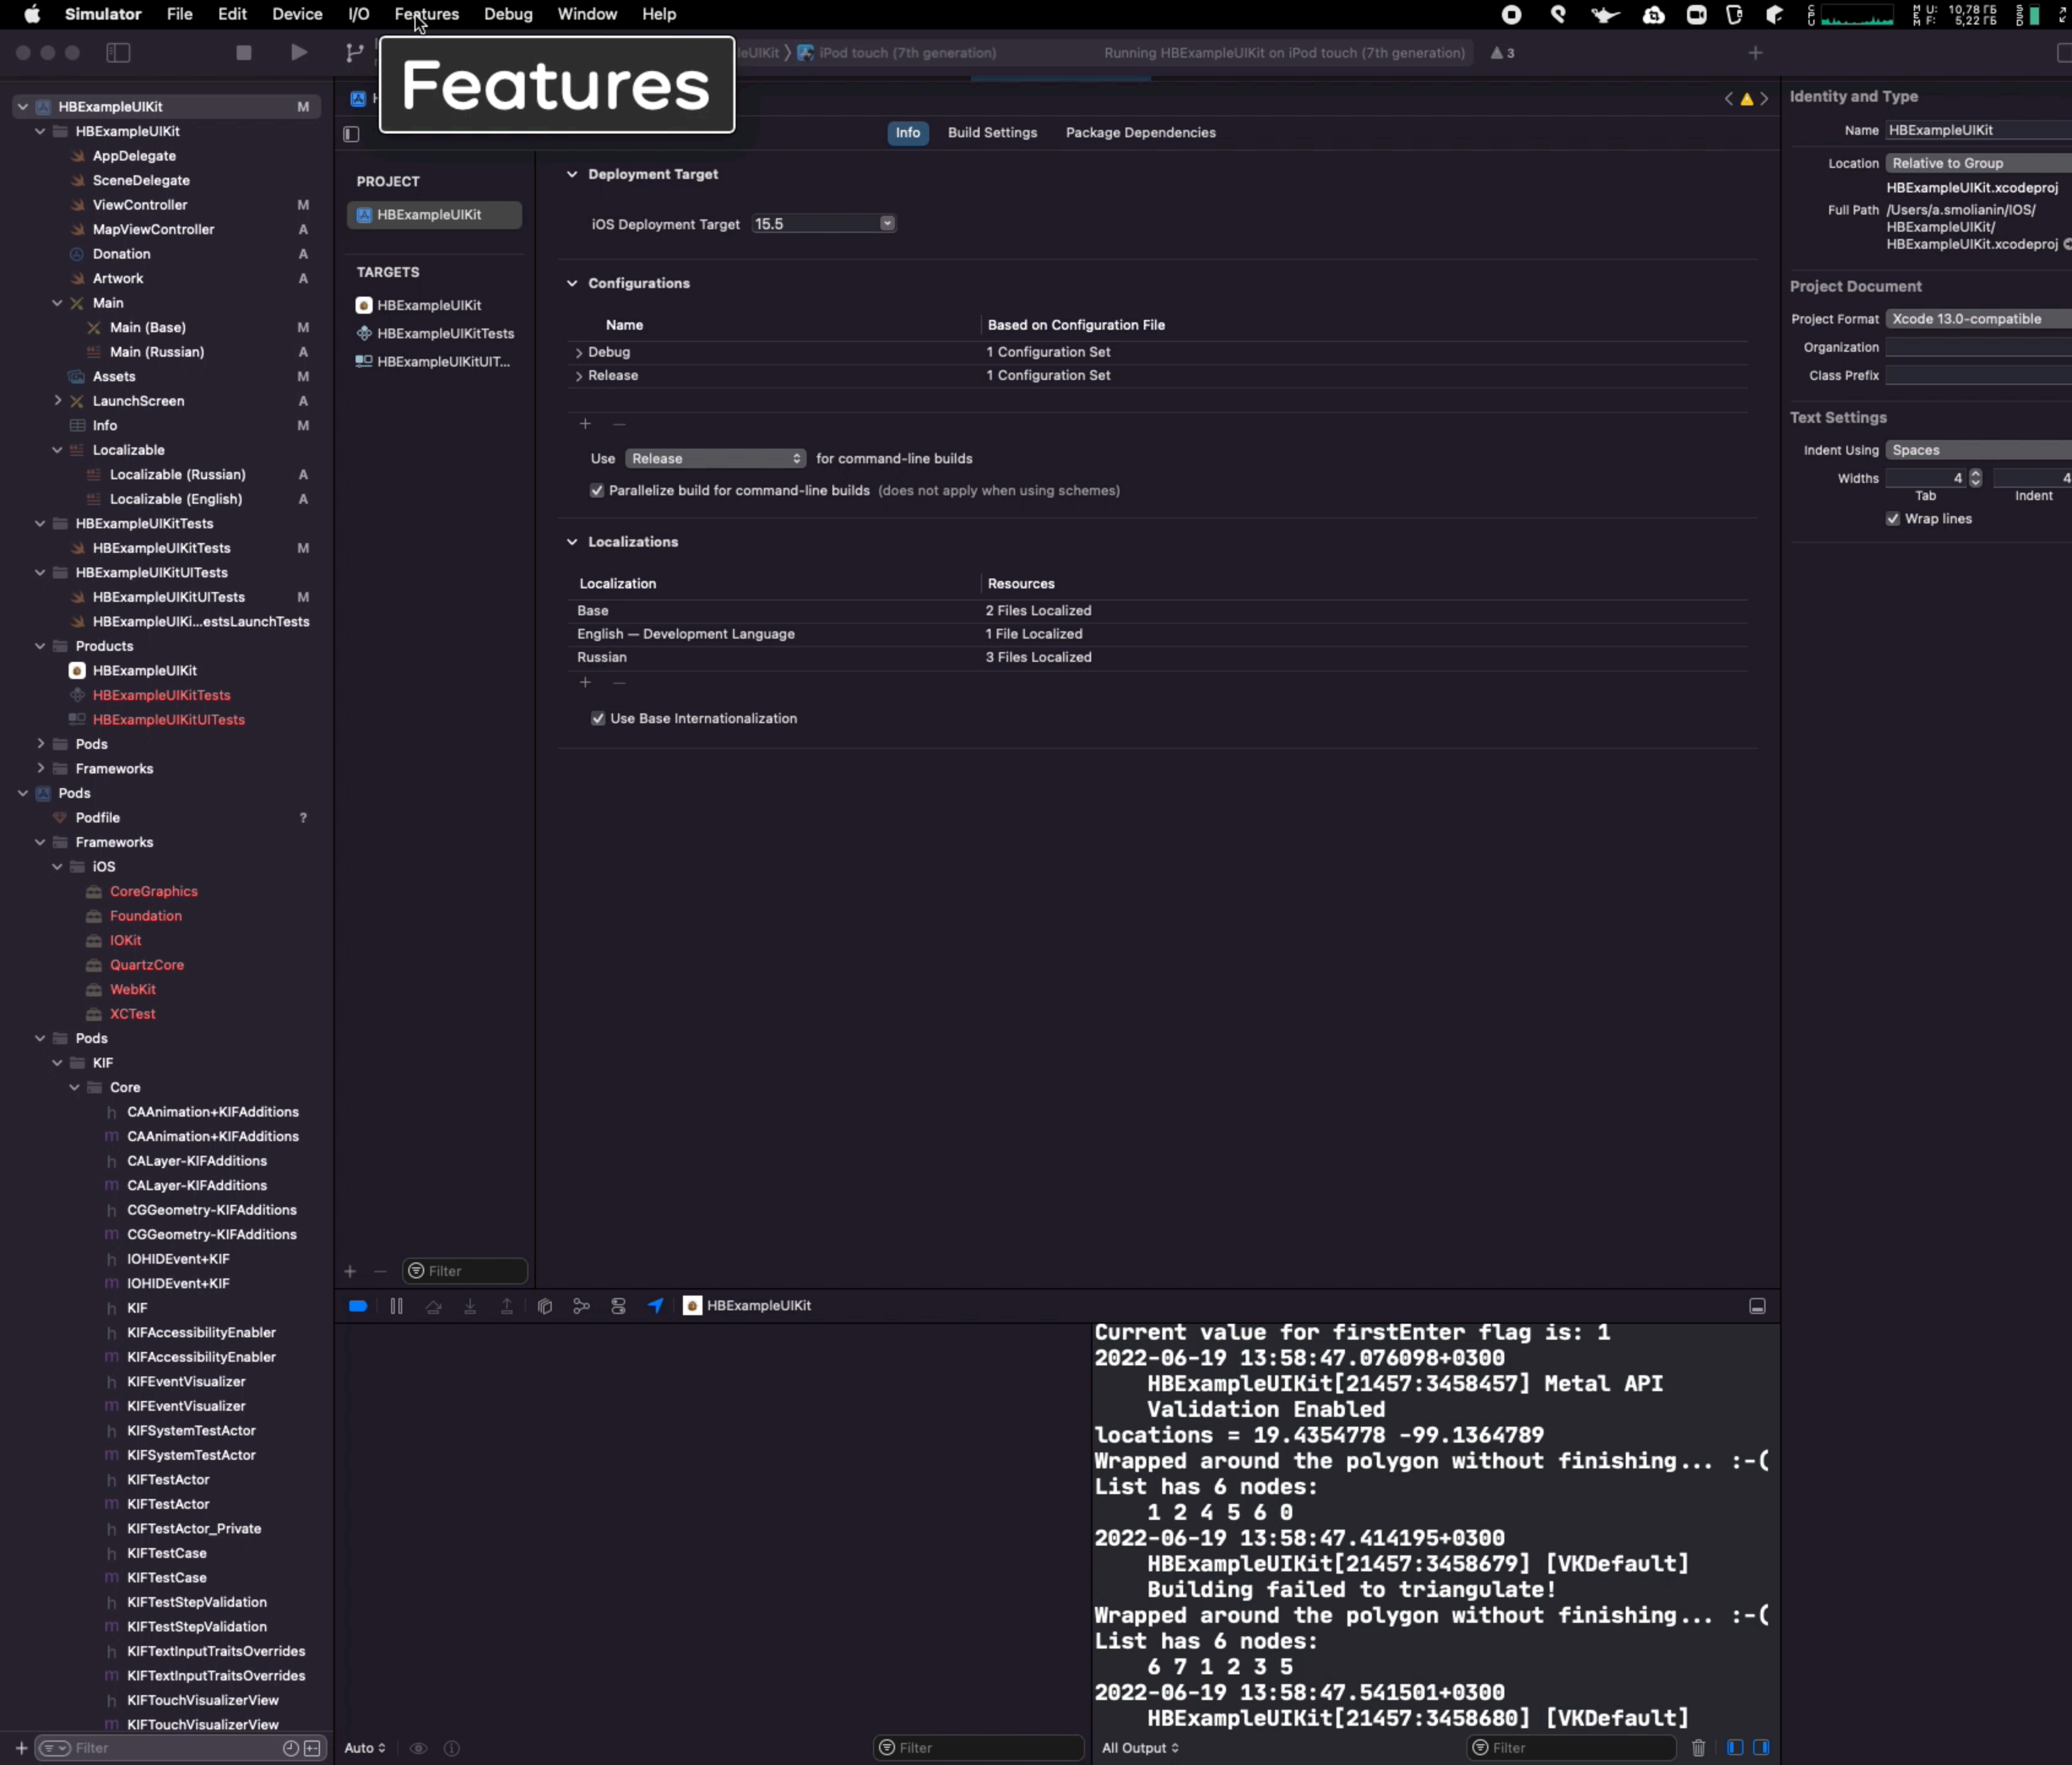 Simulator File Edit Device I/O Features Debug Window Help
CPU MEM U: 10,78 ГБ F: 5,22 ГБ SSD
Features
eUIKit iPod touch (7th generation) Running HBExampleUIKit on iPod touch (7th generation) 3
HBExampleUIKit M
HBExampleUIKit
AppDelegate
SceneDelegate
ViewController M
MapViewController A
Donation A
Artwork A
Main
Main (Base) M
Main (Russian) A
Assets M
LaunchScreen A
Info M
Localizable
Localizable (Russian) A
Localizable (English) A
HBExampleUIKitTests
HBExampleUIKitTests M
HBExampleUIKitUITests
HBExampleUIKitUITests M
HBExampleUIKi...estsLaunchTests
Products
HBExampleUIKit
HBExampleUIKitTests
HBExampleUIKitUITests
Pods
Frameworks
Pods
Podfile ?
Frameworks
iOS
CoreGraphics
Foundation
IOKit
QuartzCore
WebKit
XCTest
Pods
KIF
Core
h CAAnimation+KIFAdditions
m CAAnimation+KIFAdditions
h CALayer-KIFAdditions
m CALayer-KIFAdditions
h CGGeometry-KIFAdditions
m CGGeometry-KIFAdditions
h IOHIDEvent+KIF
m IOHIDEvent+KIF
h KIF
h KIFAccessibilityEnabler
m KIFAccessibilityEnabler
h KIFEventVisualizer
m KIFEventVisualizer
h KIFSystemTestActor
m KIFSystemTestActor
h KIFTestActor
m KIFTestActor
h KIFTestActor_Private
h KIFTestCase
m KIFTestCase
h KIFTestStepValidation
m KIFTestStepValidation
h KIFTextInputTraitsOverrides
m KIFTextInputTraitsOverrides
h KIFTouchVisualizerView
m KIFTouchVisualizerView
Filter
Info Build Settings Package Dependencies
PROJECT
HBExampleUIKit
TARGETS
HBExampleUIKit
HBExampleUIKitTests
HBExampleUIKitUIT...
Filter
Deployment Target
iOS Deployment Target 15.5
Configurations
Name Based on Configuration File
Debug 1 Configuration Set
Release 1 Configuration Set
Use Release for command-line builds
Parallelize build for command-line builds (does not apply when using schemes)
Localizations
Localization Resources
Base 2 Files Localized
English — Development Language 1 File Localized
Russian 3 Files Localized
Use Base Internationalization
HBExampleUIKit
Current value for firstEnter flag is: 1
2022-06-19 13:58:47.076098+0300
HBExampleUIKit[21457:3458457] Metal API
Validation Enabled
locations = 19.4354778 -99.1364789
Wrapped around the polygon without finishing... :-(
List has 6 nodes:
1 2 4 5 6 0
2022-06-19 13:58:47.414195+0300
HBExampleUIKit[21457:3458679] [VKDefault]
Building failed to triangulate!
Wrapped around the polygon without finishing... :-(
List has 6 nodes:
6 7 1 2 3 5
2022-06-19 13:58:47.541501+0300
HBExampleUIKit[21457:3458680] [VKDefault]
Auto Filter All Output Filter
Identity and Type
Name HBExampleUIKit
Location Relative to Group
HBExampleUIKit.xcodeproj
Full Path /Users/a.smolianin/IOS/
HBExampleUIKit/
HBExampleUIKit.xcodeproj
Project Document
Project Format Xcode 13.0-compatible
Organization
Class Prefix
Text Settings
Indent Using Spaces
Widths 4 4
Tab Indent
Wrap lines